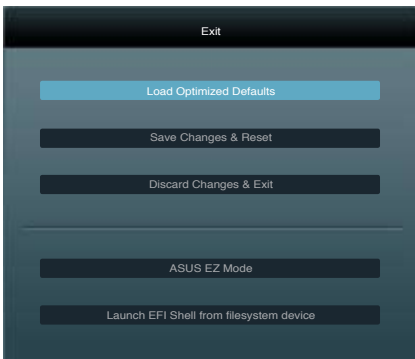 Exit
Load Optimized Defaults
Save Changes & Reset
Discard Changes & Exit
ASUS EZ Mode
Launch EFI Shell from filesystem device